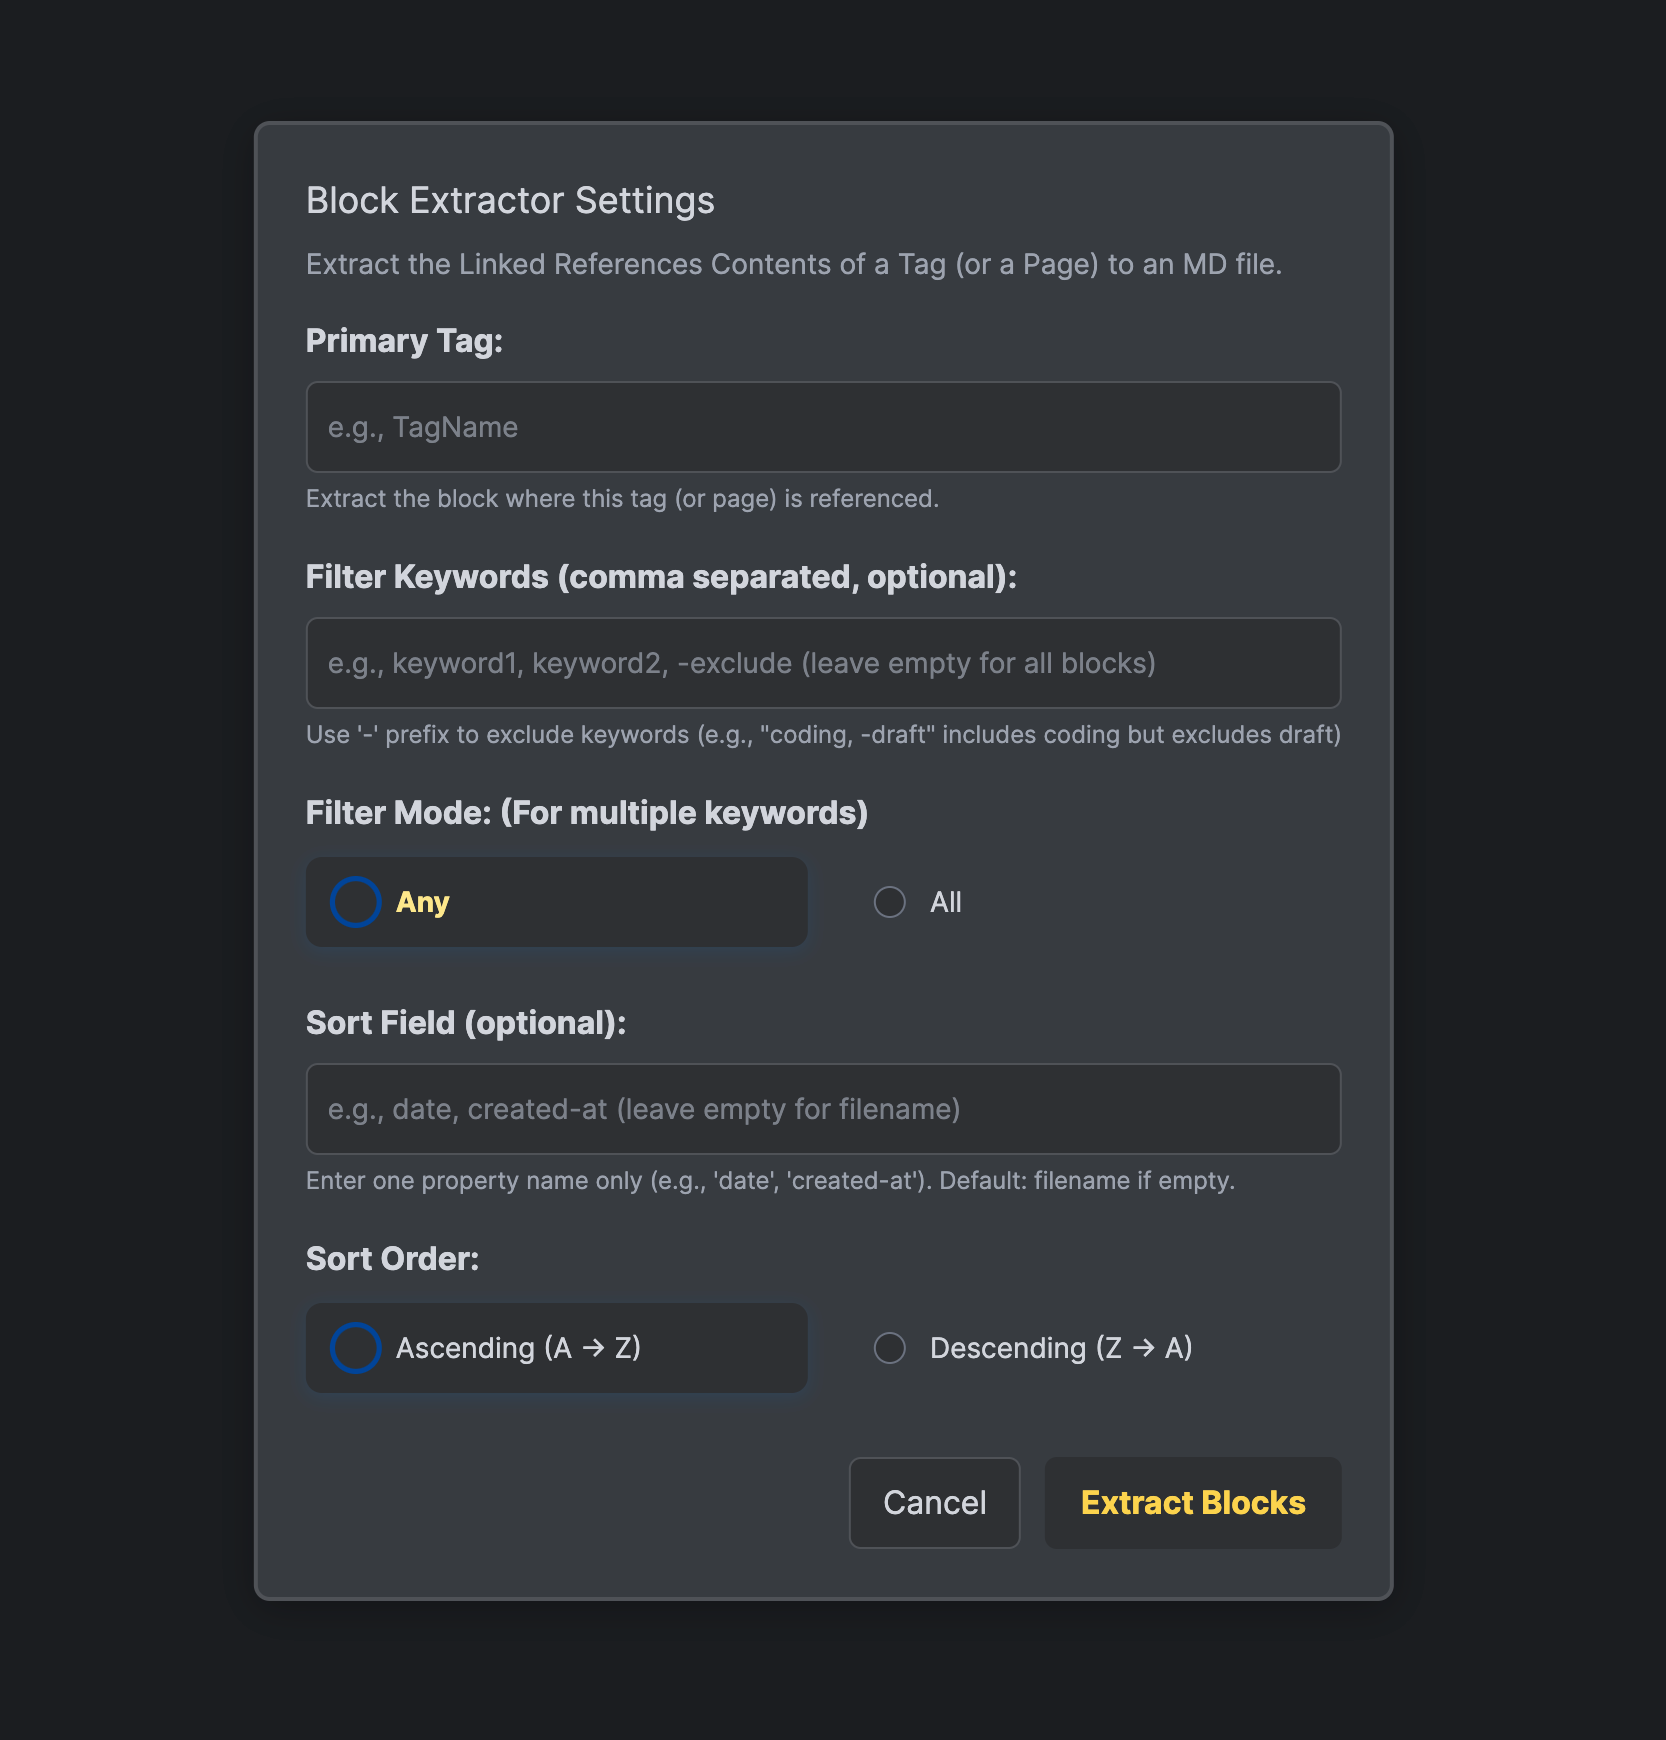 Block Extractor Settings
Extract the Linked References Contents of a Tag (or a Page) to an MD file.
Primary Tag:
e.g., TagName
Extract the block where this tag (or page) is referenced.
Filter Keywords (comma separated, optional):
e.g., keyword1, keyword2, -exclude (leave empty for all blocks)
Use '-' prefix to exclude keywords (e.g., "coding, -draft" includes coding but excludes draft)
Filter Mode: (For multiple keywords)
Any
All
Sort Field (optional):
e.g., date, created-at (leave empty for filename)
Enter one property name only (e.g., 'date', 'created-at'). Default: filename if empty.
Sort Order:
Ascending (A → Z)
Descending (Z → A)
Cancel
Extract Blocks